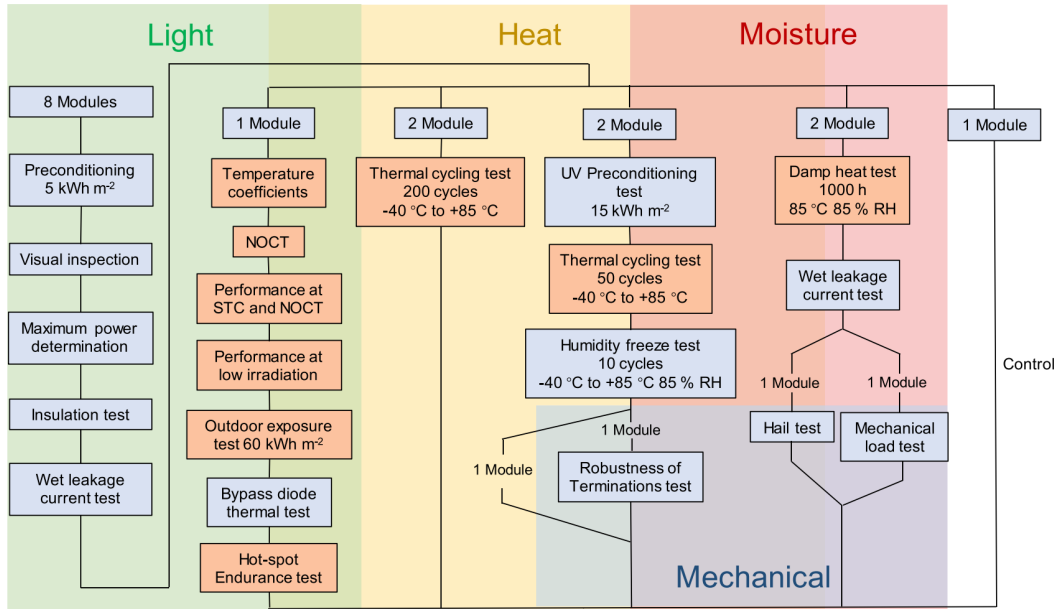 Light
Heat
Moisture
8 Modules
Preconditioning
5 kWh m⁻²
Visual inspection
Maximum power
determination
Insulation test
Wet leakage
current test
1 Module
Temperature
coefficients
NOCT
Performance at
STC and NOCT
Performance at
low irradiation
Outdoor exposure
test 60 kWh m⁻²
Bypass diode
thermal test
Hot-spot
Endurance test
2 Module
Thermal cycling test
200 cycles
-40 °C to +85 °C
2 Module
UV Preconditioning
test
15 kWh m⁻²
Thermal cycling test
50 cycles
-40 °C to +85 °C
Humidity freeze test
10 cycles
-40 °C to +85 °C 85 % RH
1 Module
1 Module
Robustness of
Terminations test
2 Module
Damp heat test
1000 h
85 °C 85 % RH
Wet leakage
current test
1 Module
1 Module
Hail test
Mechanical
load test
1 Module
Control
Mechanical